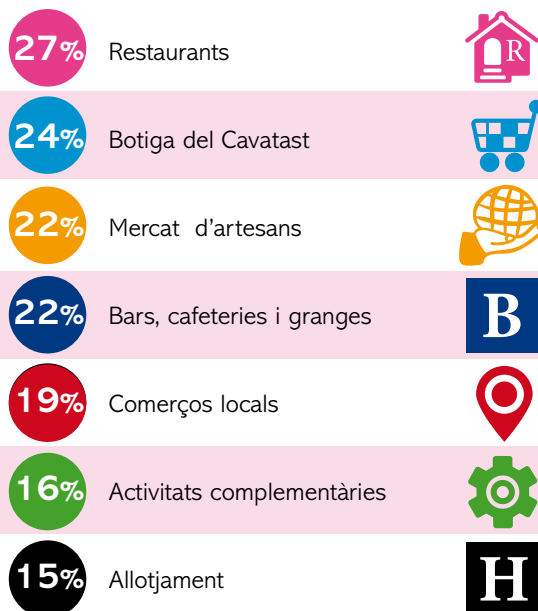 27% Restaurants R
24% Botiga del Cavatast
22% Mercat d'artesans
22% Bars, cafeteries i granges B
19% Comerços locals
16% Activitats complementàries
15% Allotjament H